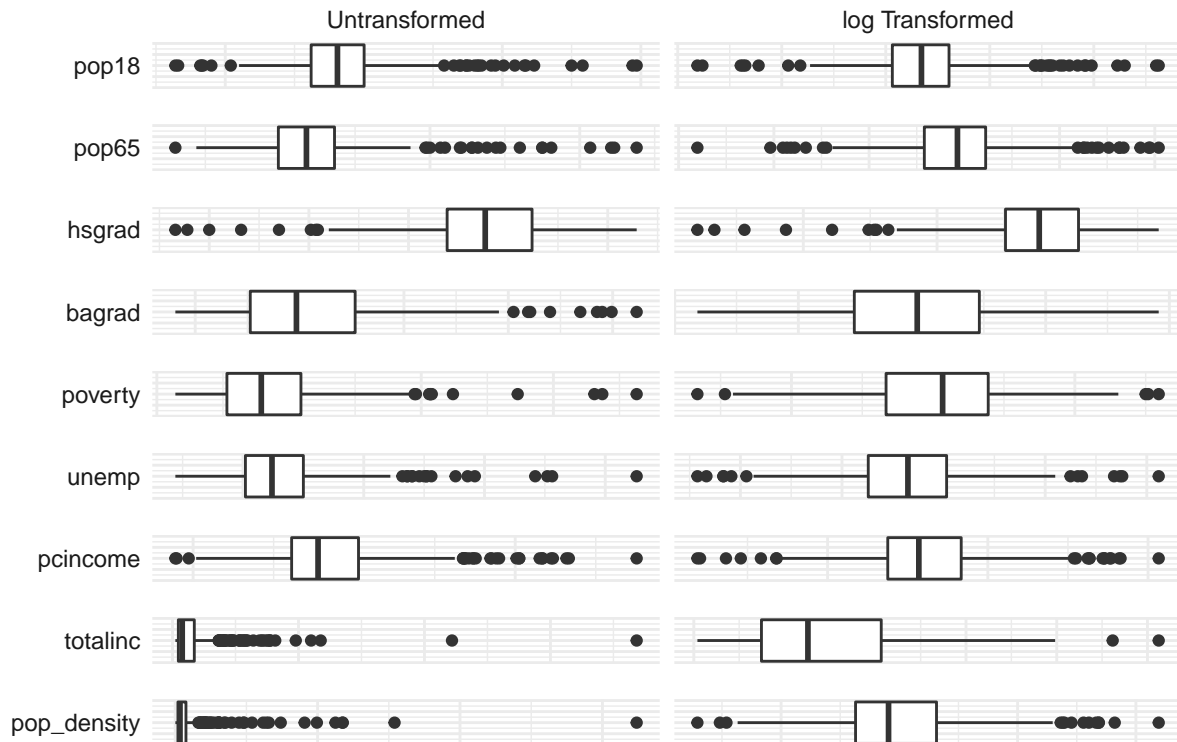 Untransformed log Transformed
pop18
pop65
hsgrad
bagrad
poverty
unemp
pcincome
totalinc
pop_density